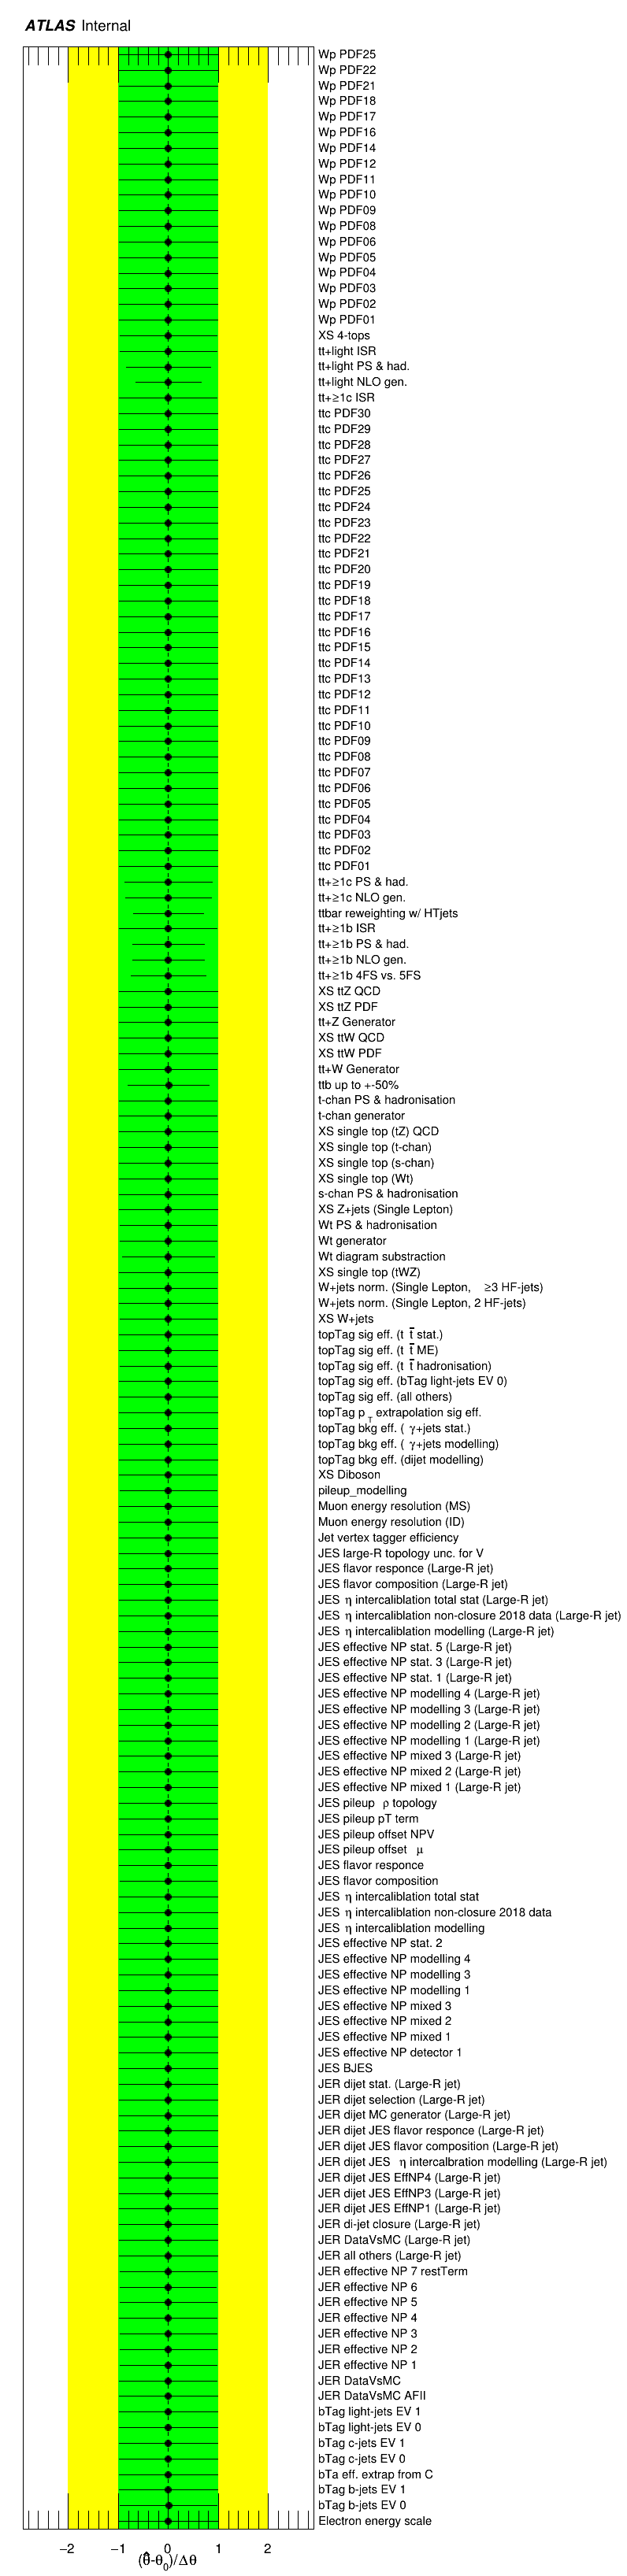 ATLAS Internal
Wp PDF25
Wp PDF22
Wp PDF21
Wp PDF18
Wp PDF17
Wp PDF16
Wp PDF14
Wp PDF12
Wp PDF11
Wp PDF10
Wp PDF09
Wp PDF08
Wp PDF06
Wp PDF05
Wp PDF04
Wp PDF03
Wp PDF02
Wp PDF01
XS 4-tops
tt+light ISR
tt+light PS & had.
tt+light NLO gen.
tt+≥1c ISR
ttc PDF30
ttc PDF29
ttc PDF28
ttc PDF27
ttc PDF26
ttc PDF25
ttc PDF24
ttc PDF23
ttc PDF22
ttc PDF21
ttc PDF20
ttc PDF19
ttc PDF18
ttc PDF17
ttc PDF16
ttc PDF15
ttc PDF14
ttc PDF13
ttc PDF12
ttc PDF11
ttc PDF10
ttc PDF09
ttc PDF08
ttc PDF07
ttc PDF06
ttc PDF05
ttc PDF04
ttc PDF03
ttc PDF02
ttc PDF01
tt+≥1c PS & had.
tt+≥1c NLO gen.
ttbar reweighting w/ HTjets
tt+≥1b ISR
tt+≥1b PS & had.
tt+≥1b NLO gen.
tt+≥1b 4FS vs. 5FS
XS ttZ QCD
XS ttZ PDF
tt+Z Generator
XS ttW QCD
XS ttW PDF
tt+W Generator
ttb up to +-50%
t-chan PS & hadronisation
t-chan generator
XS single top (tZ) QCD
XS single top (t-chan)
XS single top (s-chan)
XS single top (Wt)
s-chan PS & hadronisation
XS Z+jets (Single Lepton)
Wt PS & hadronisation
Wt generator
Wt diagram substraction
XS single top (tWZ)
W+jets norm. (Single Lepton, ≥3 HF-jets)
W+jets norm. (Single Lepton, 2 HF-jets)
XS W+jets
topTag sig eff. (t t̄ stat.)
topTag sig eff. (t t̄ ME)
topTag sig eff. (t t̄ hadronisation)
topTag sig eff. (bTag light-jets EV 0)
topTag sig eff. (all others)
topTag p_T extrapolation sig eff.
topTag bkg eff. ( γ+jets stat.)
topTag bkg eff. ( γ+jets modelling)
topTag bkg eff. (dijet modelling)
XS Diboson
pileup_modelling
Muon energy resolution (MS)
Muon energy resolution (ID)
Jet vertex tagger efficiency
JES large-R topology unc. for V
JES flavor responce (Large-R jet)
JES flavor composition (Large-R jet)
JES η intercaliblation total stat (Large-R jet)
JES η intercaliblation non-closure 2018 data (Large-R jet)
JES η intercaliblation modelling (Large-R jet)
JES effective NP stat. 5 (Large-R jet)
JES effective NP stat. 3 (Large-R jet)
JES effective NP stat. 1 (Large-R jet)
JES effective NP modelling 4 (Large-R jet)
JES effective NP modelling 3 (Large-R jet)
JES effective NP modelling 2 (Large-R jet)
JES effective NP modelling 1 (Large-R jet)
JES effective NP mixed 3 (Large-R jet)
JES effective NP mixed 2 (Large-R jet)
JES effective NP mixed 1 (Large-R jet)
JES pileup ρ topology
JES pileup pT term
JES pileup offset NPV
JES pileup offset μ
JES flavor responce
JES flavor composition
JES η intercaliblation total stat
JES η intercaliblation non-closure 2018 data
JES η intercaliblation modelling
JES effective NP stat. 2
JES effective NP modelling 4
JES effective NP modelling 3
JES effective NP modelling 1
JES effective NP mixed 3
JES effective NP mixed 2
JES effective NP mixed 1
JES effective NP detector 1
JES BJES
JER dijet stat. (Large-R jet)
JER dijet selection (Large-R jet)
JER dijet MC generator (Large-R jet)
JER dijet JES flavor responce (Large-R jet)
JER dijet JES flavor composition (Large-R jet)
JER dijet JES η intercalbration modelling (Large-R jet)
JER dijet JES EffNP4 (Large-R jet)
JER dijet JES EffNP3 (Large-R jet)
JER dijet JES EffNP1 (Large-R jet)
JER di-jet closure (Large-R jet)
JER DataVsMC (Large-R jet)
JER all others (Large-R jet)
JER effective NP 7 restTerm
JER effective NP 6
JER effective NP 5
JER effective NP 4
JER effective NP 3
JER effective NP 2
JER effective NP 1
JER DataVsMC
JER DataVsMC AFII
bTag light-jets EV 1
bTag light-jets EV 0
bTag c-jets EV 1
bTag c-jets EV 0
bTa eff. extrap from C
bTag b-jets EV 1
bTag b-jets EV 0
Electron energy scale
−2 −1 0 1 2
(θ̂-θ₀)/Δθ